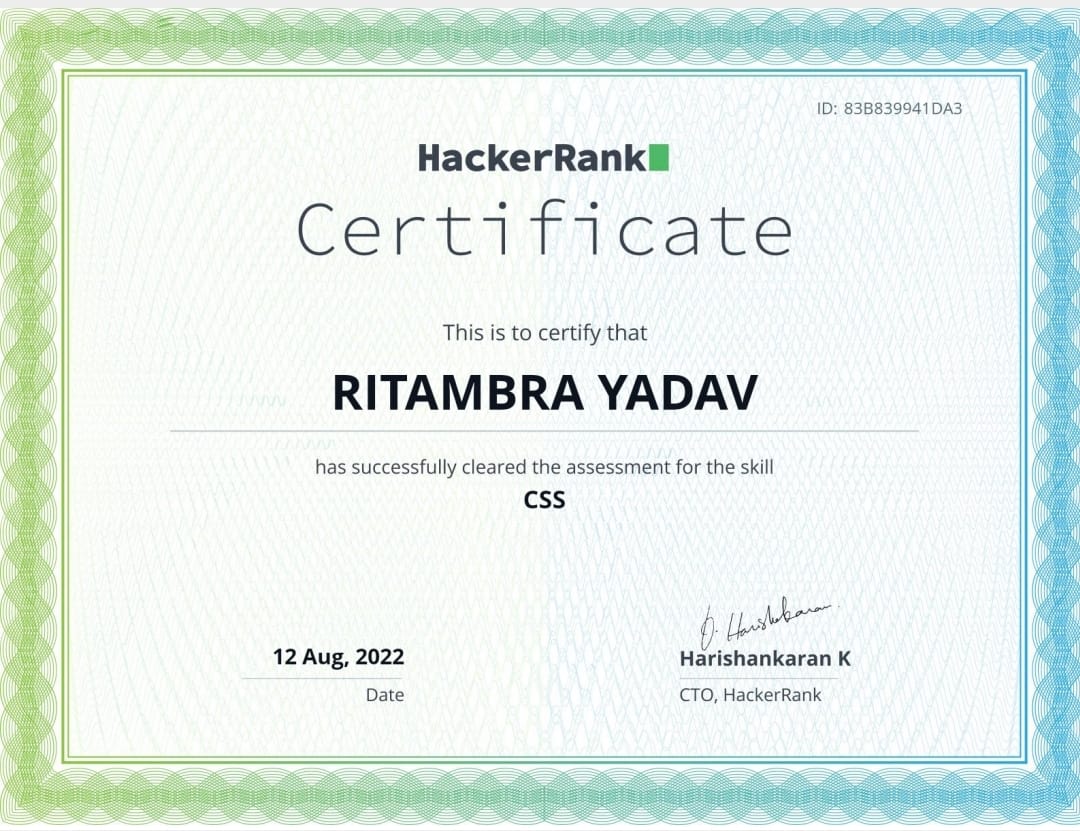 ID: 83B839941DA3
HackerRank
Certificate
This is to certify that
RITAMBRA YADAV
has successfully cleared the assessment for the skill
CSS
D. Harishankaran
12 Aug, 2022
Harishankaran K
Date
CTO, HackerRank